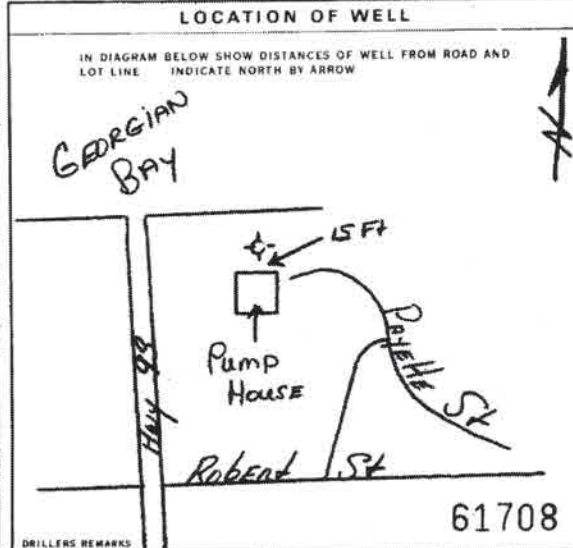 LOCATION OF WELL
IN DIAGRAM BELOW SHOW DISTANCES OF WELL FROM ROAD AND
LOT LINE INDICATE NORTH BY ARROW
N
GEORGIAN
BAY
15 Ft
Pump
House
Payette St
Hwy
Robert St
61708
DRILLERS REMARKS